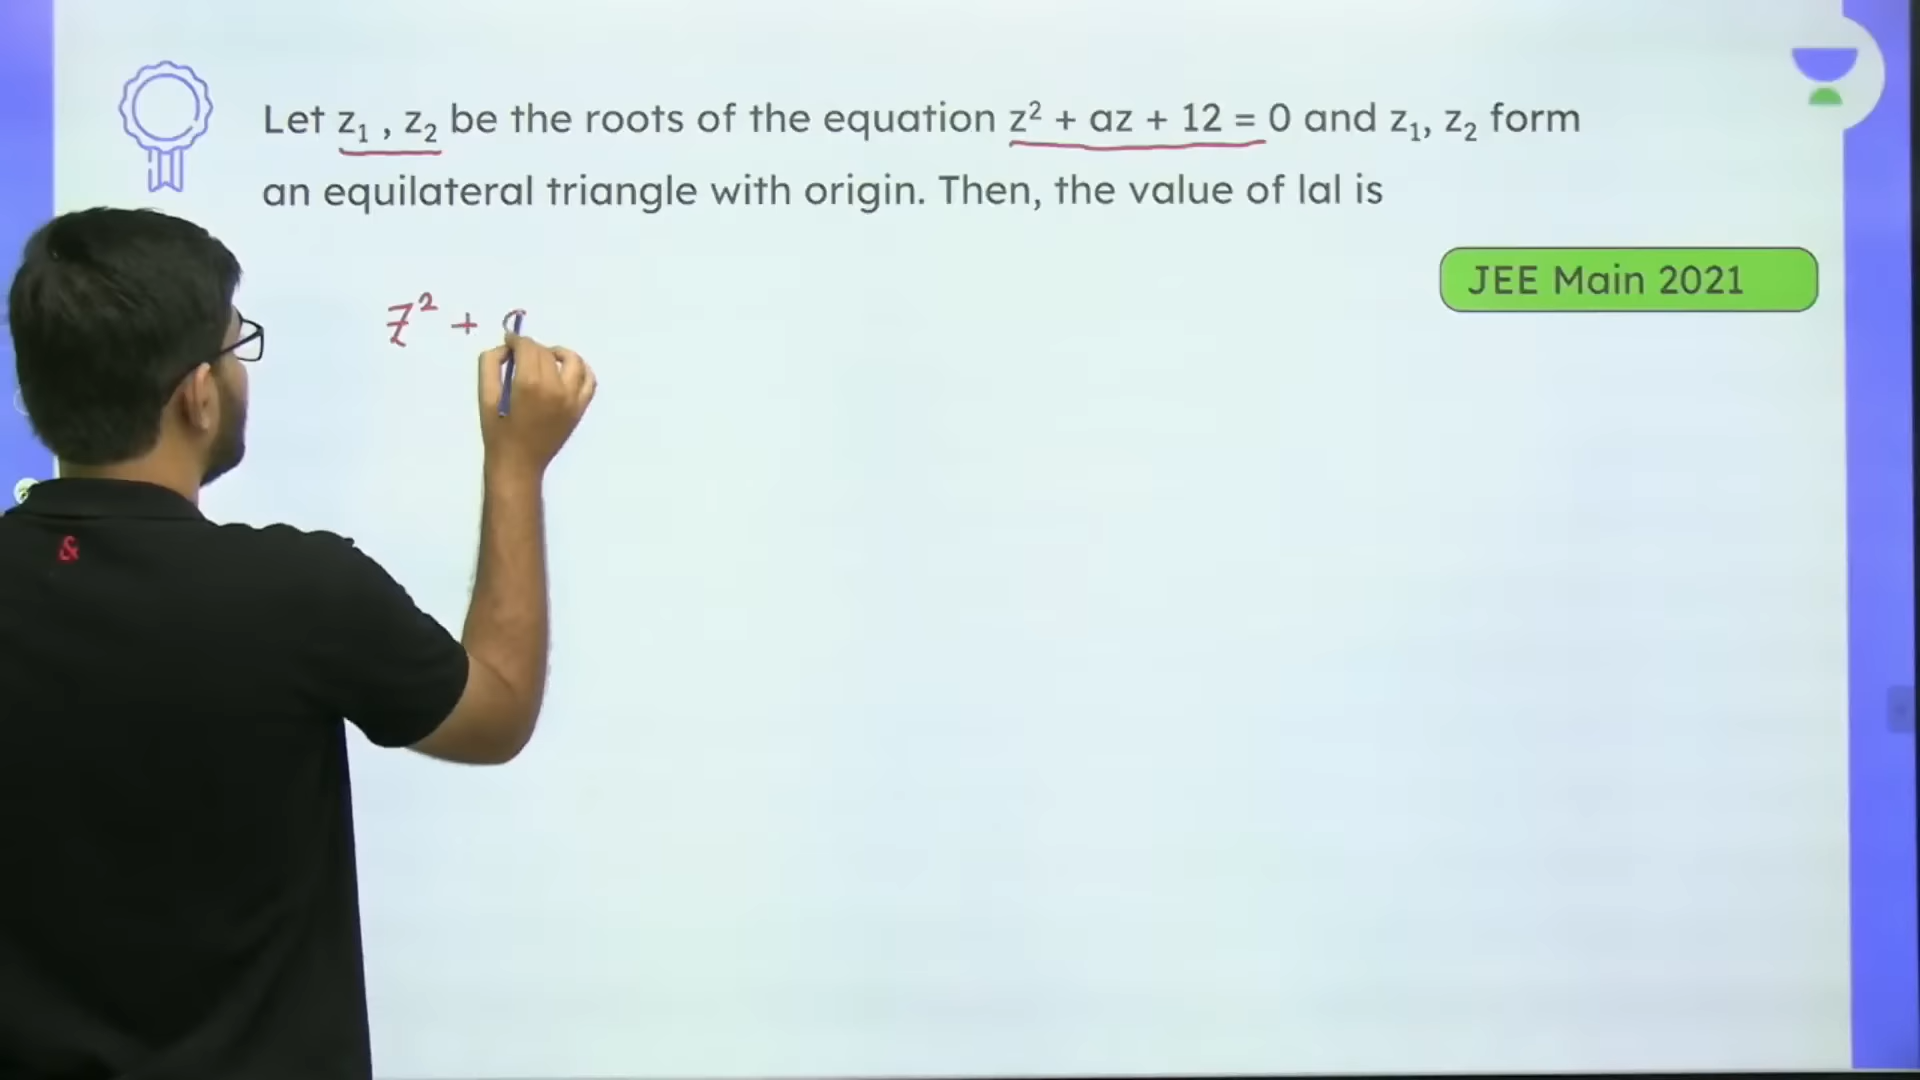 Let z₁ , z₂ be the roots of the equation z² + az + 12 = 0 and z₁, z₂ form
an equilateral triangle with origin. Then, the value of lal is
JEE Main 2021
z² + a
&